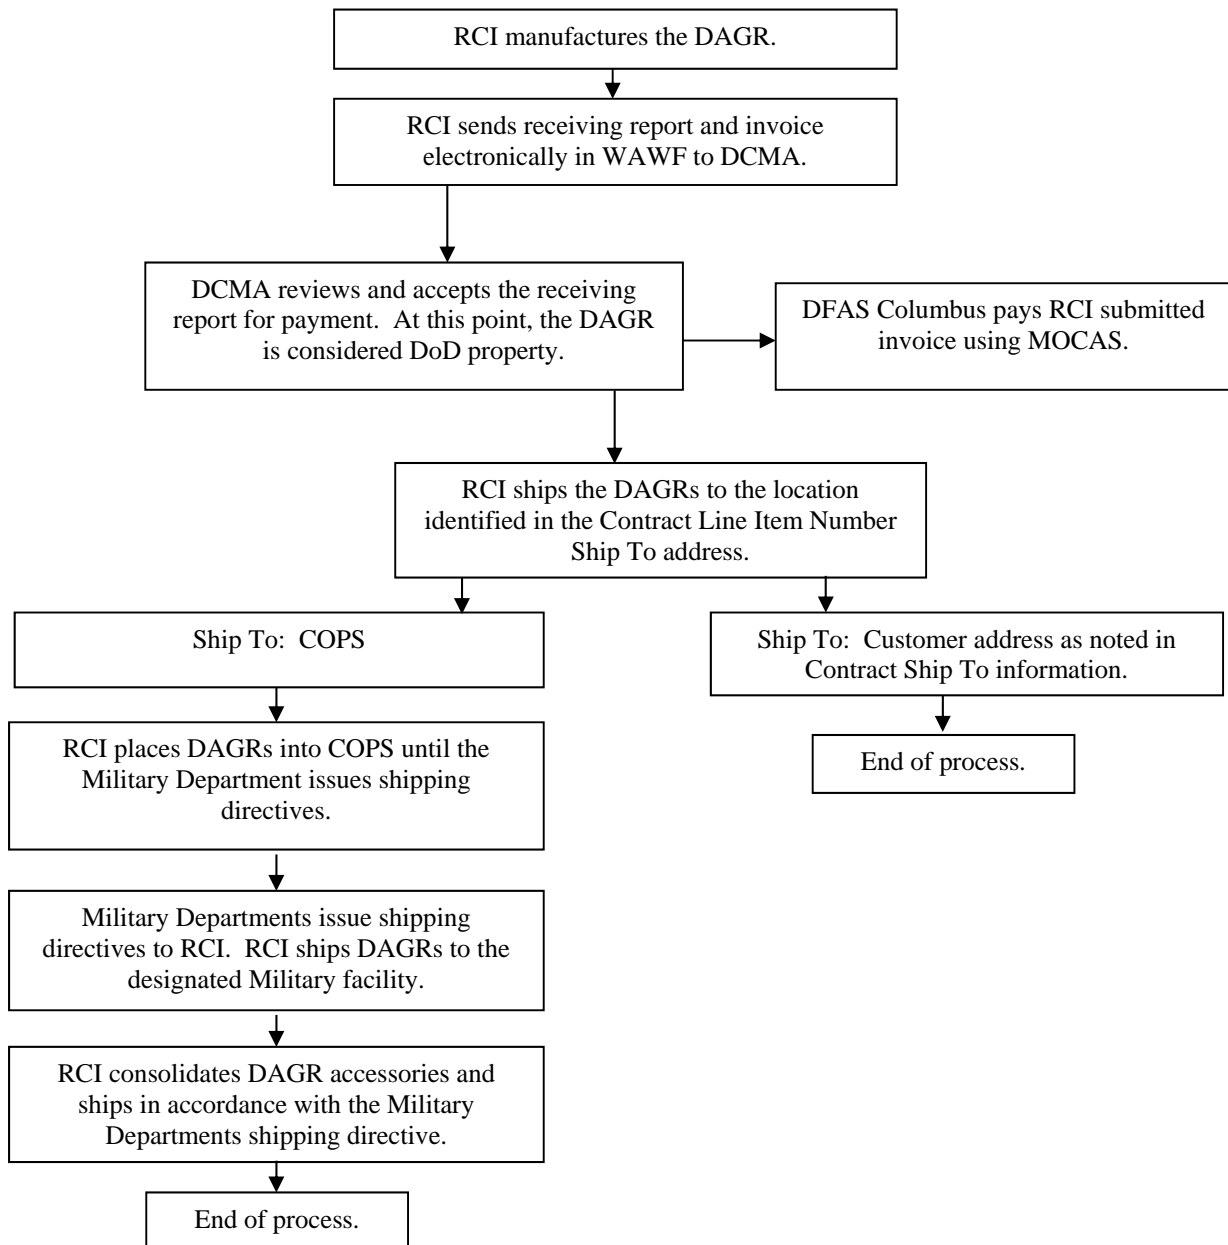 RCI manufactures the DAGR.
RCI sends receiving report and invoice
electronically in WAWF to DCMA.
DCMA reviews and accepts the receiving
report for payment.  At this point, the DAGR
is considered DoD property.
DFAS Columbus pays RCI submitted
invoice using MOCAS.
RCI ships the DAGRs to the location
identified in the Contract Line Item Number
Ship To address.
Ship To:  COPS
Ship To:  Customer address as noted in
Contract Ship To information.
RCI places DAGRs into COPS until the
Military Department issues shipping
directives.
End of process.
Military Departments issue shipping
directives to RCI.  RCI ships DAGRs to the
designated Military facility.
RCI consolidates DAGR accessories and
ships in accordance with the Military
Departments shipping directive.
End of process.